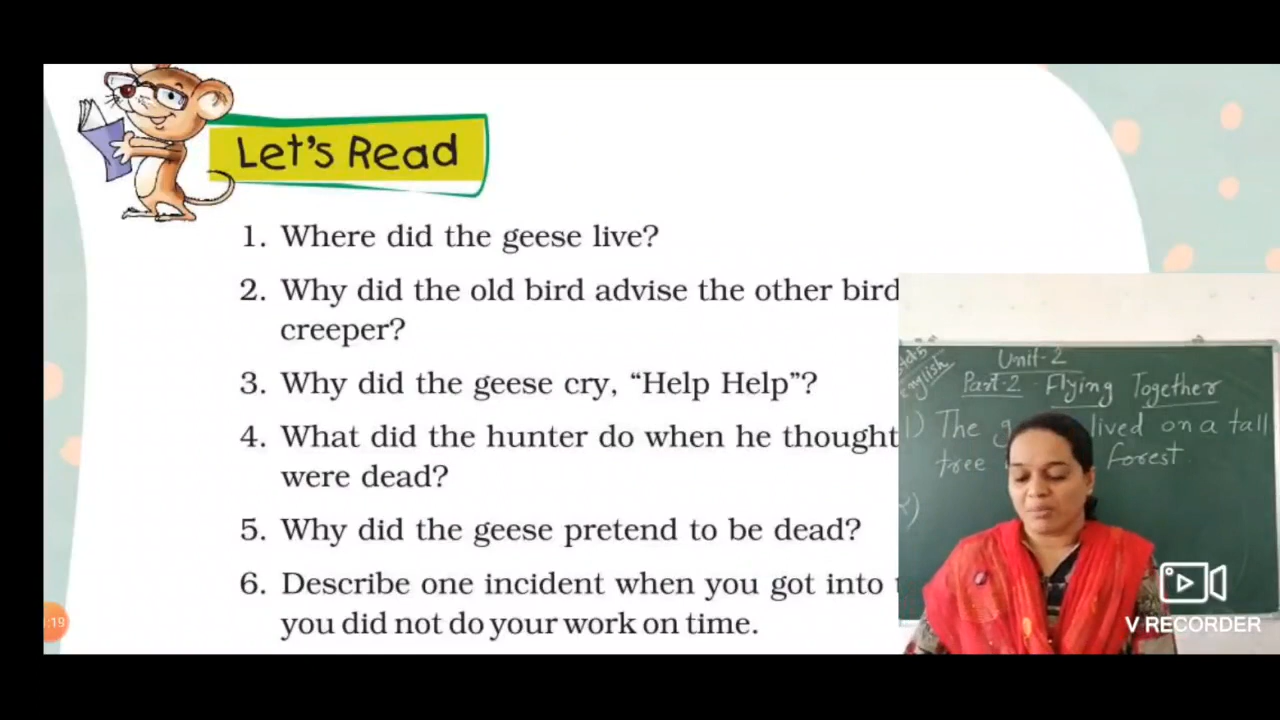 Let's Read
1. Where did the geese live?
2. Why did the old bird advise the other bird
creeper?
3. Why did the geese cry, “Help Help”?
4. What did the hunter do when he thought
were dead?
5. Why did the geese pretend to be dead?
6. Describe one incident when you got into
you did not do your work on time.
:19
English
Unit-2
Part-2 Flying Together
1) The lived on a tall
tree forest.
V RECORDER